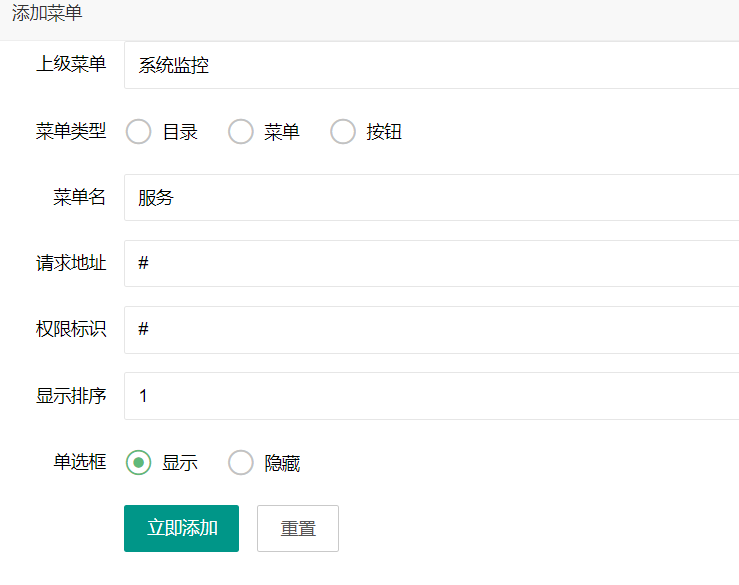 添加菜单
上级菜单 系统监控
菜单类型 目录 菜单 按钮
菜单名 服务
请求地址 #
权限标识 #
显示排序 1
单选框 显示 隐藏
立即添加 重置